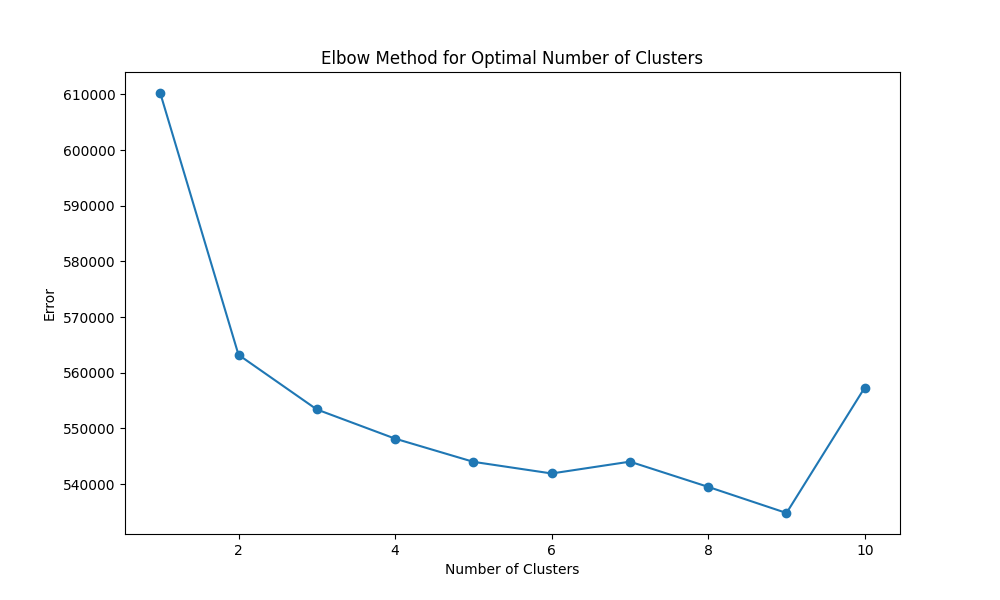 Elbow Method for Optimal Number of Clusters
610000
600000
590000
580000
570000
560000
550000
540000
Error
2 4 6 8 10
Number of Clusters